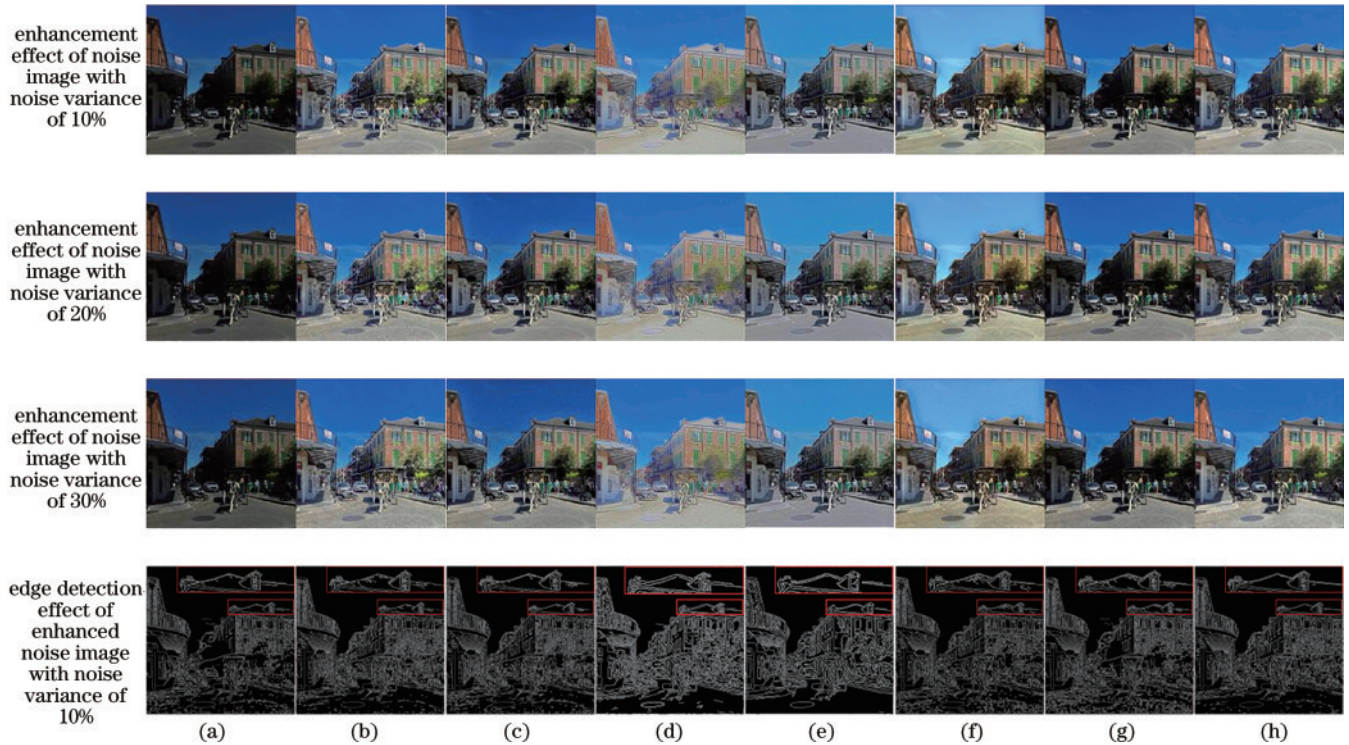 enhancement
effect of noise
image with
noise variance
of 10%
enhancement
effect of noise
image with
noise variance
of 20%
enhancement
effect of noise
image with
noise variance
of 30%
edge detection
effect of
enhanced
noise image
with noise
variance of
10%
(a) (b) (c) (d) (e) (f) (g) (h)